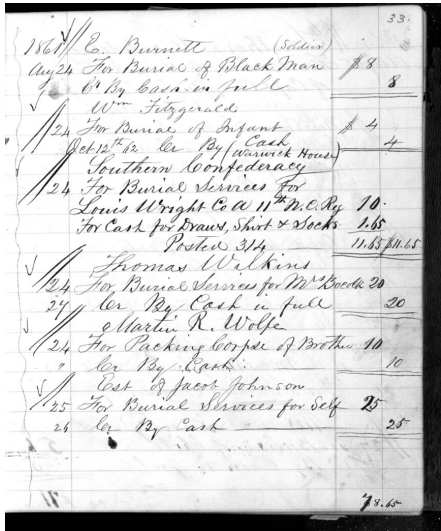 33.
1861 E. Burnett (Soldier)
Aug 24 For Burial of Black Man $8
Cr By Cash in full 8
Wm Fitzgerald
24 For Burial of Infant $4
Oct 12th 62 Cr By (Cash Warwick House) 4
Southern Confederacy
24 For Burial Services for
Louis Wright Co A 11th N.C. Reg 10.
For Cash for Draws, Shirt & Socks 1.65
Posted 314 11.65 $11.65
Thomas Wilkins
24 For Burial Services for Mrs Bocock 20
27 Cr By Cash in full 20
Martin R. Wolfe
24 For Packing Corpse of Brother 10
" Cr By Cash 10
Est of Jacob Johnson
25 For Burial Services for Self 25
26 Cr By Cash 25
78.65